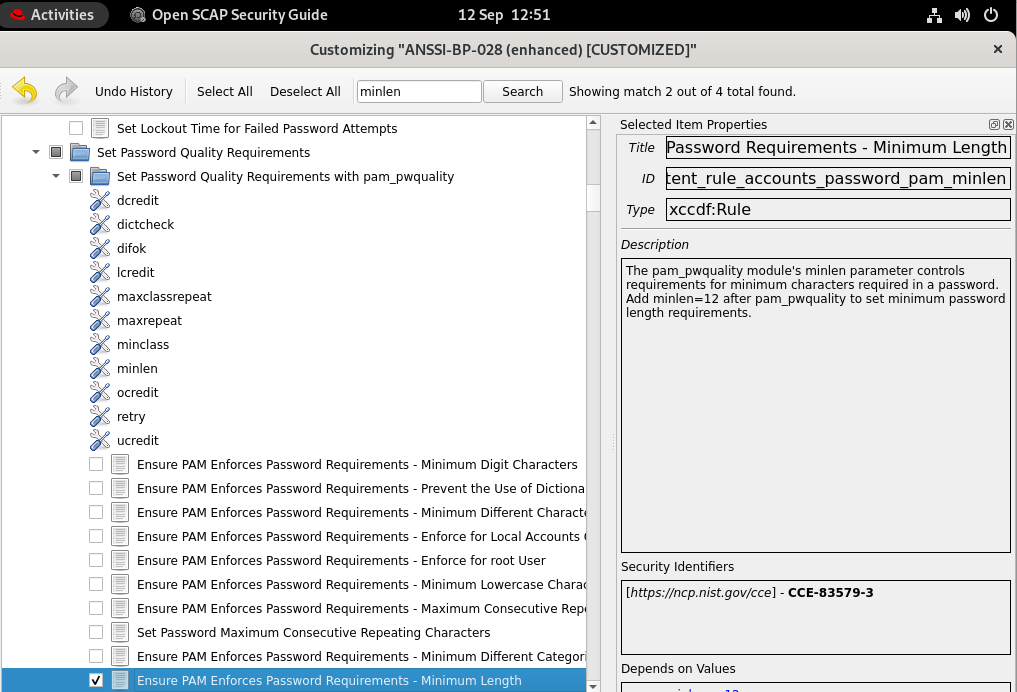 Activities
Open SCAP Security Guide
12 Sep 12:51
Customizing "ANSSI-BP-028 (enhanced) [CUSTOMIZED]"
Undo History
Select All
Deselect All
minlen
Search
Showing match 2 out of 4 total found.
Set Lockout Time for Failed Password Attempts
Set Password Quality Requirements
Set Password Quality Requirements with pam_pwquality
dcredit
dictcheck
difok
lcredit
maxclassrepeat
maxrepeat
minclass
minlen
ocredit
retry
ucredit
Ensure PAM Enforces Password Requirements - Minimum Digit Characters
Ensure PAM Enforces Password Requirements - Prevent the Use of Dictiona
Ensure PAM Enforces Password Requirements - Minimum Different Characte
Ensure PAM Enforces Password Requirements - Enforce for Local Accounts
Ensure PAM Enforces Password Requirements - Enforce for root User
Ensure PAM Enforces Password Requirements - Minimum Lowercase Charac
Ensure PAM Enforces Password Requirements - Maximum Consecutive Repe
Set Password Maximum Consecutive Repeating Characters
Ensure PAM Enforces Password Requirements - Minimum Different Categori
Ensure PAM Enforces Password Requirements - Minimum Length
Selected Item Properties
Title Password Requirements - Minimum Length
ID tent_rule_accounts_password_pam_minlen
Type xccdf:Rule
Description
The pam_pwquality module's minlen parameter controls
requirements for minimum characters required in a password.
Add minlen=12 after pam_pwquality to set minimum password
length requirements.
Security Identifiers
[https://ncp.nist.gov/cce] - CCE-83579-3
Depends on Values